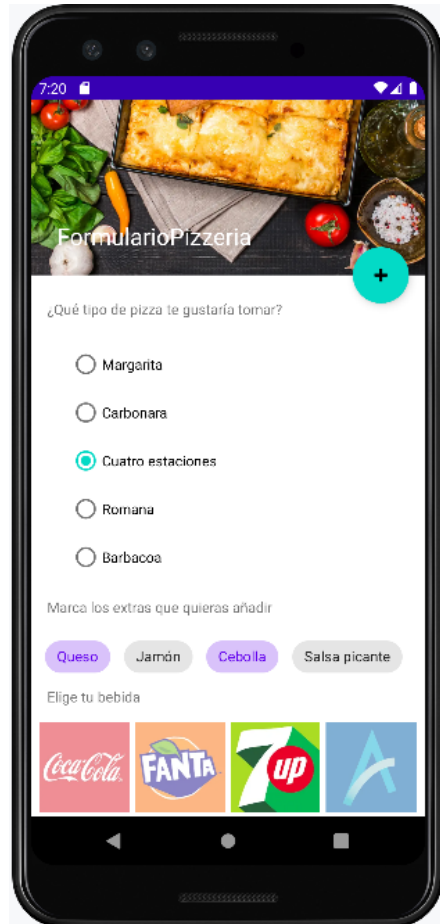 7:20
FormularioPizzeria
+
¿Qué tipo de pizza te gustaría tomar?
Margarita
Carbonara
Cuatro estaciones
Romana
Barbacoa
Marca los extras que quieras añadir
Queso Jamón Cebolla Salsa picante
Elige tu bebida
Coca-Cola FANTA 7up